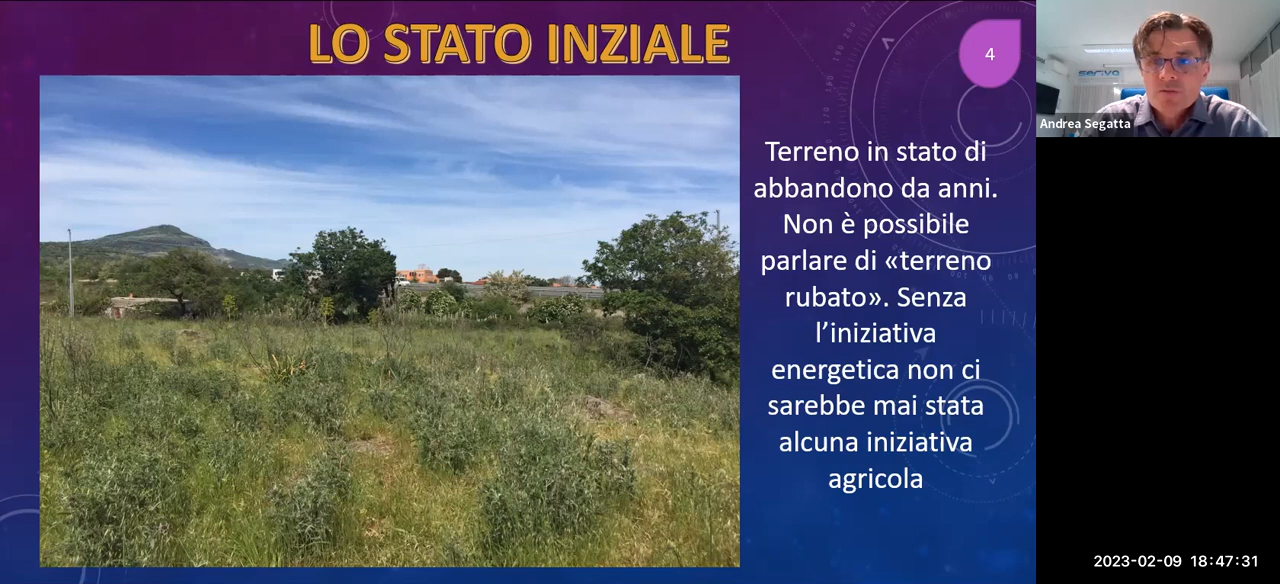 LO STATO INZIALE
4
Terreno in stato di
abbandono da anni.
Non è possibile
parlare di «terreno
rubato». Senza
l’iniziativa
energetica non ci
sarebbe mai stata
alcuna iniziativa
agricola
seriva
Andrea Segatta
2023-02-09 18:47:31